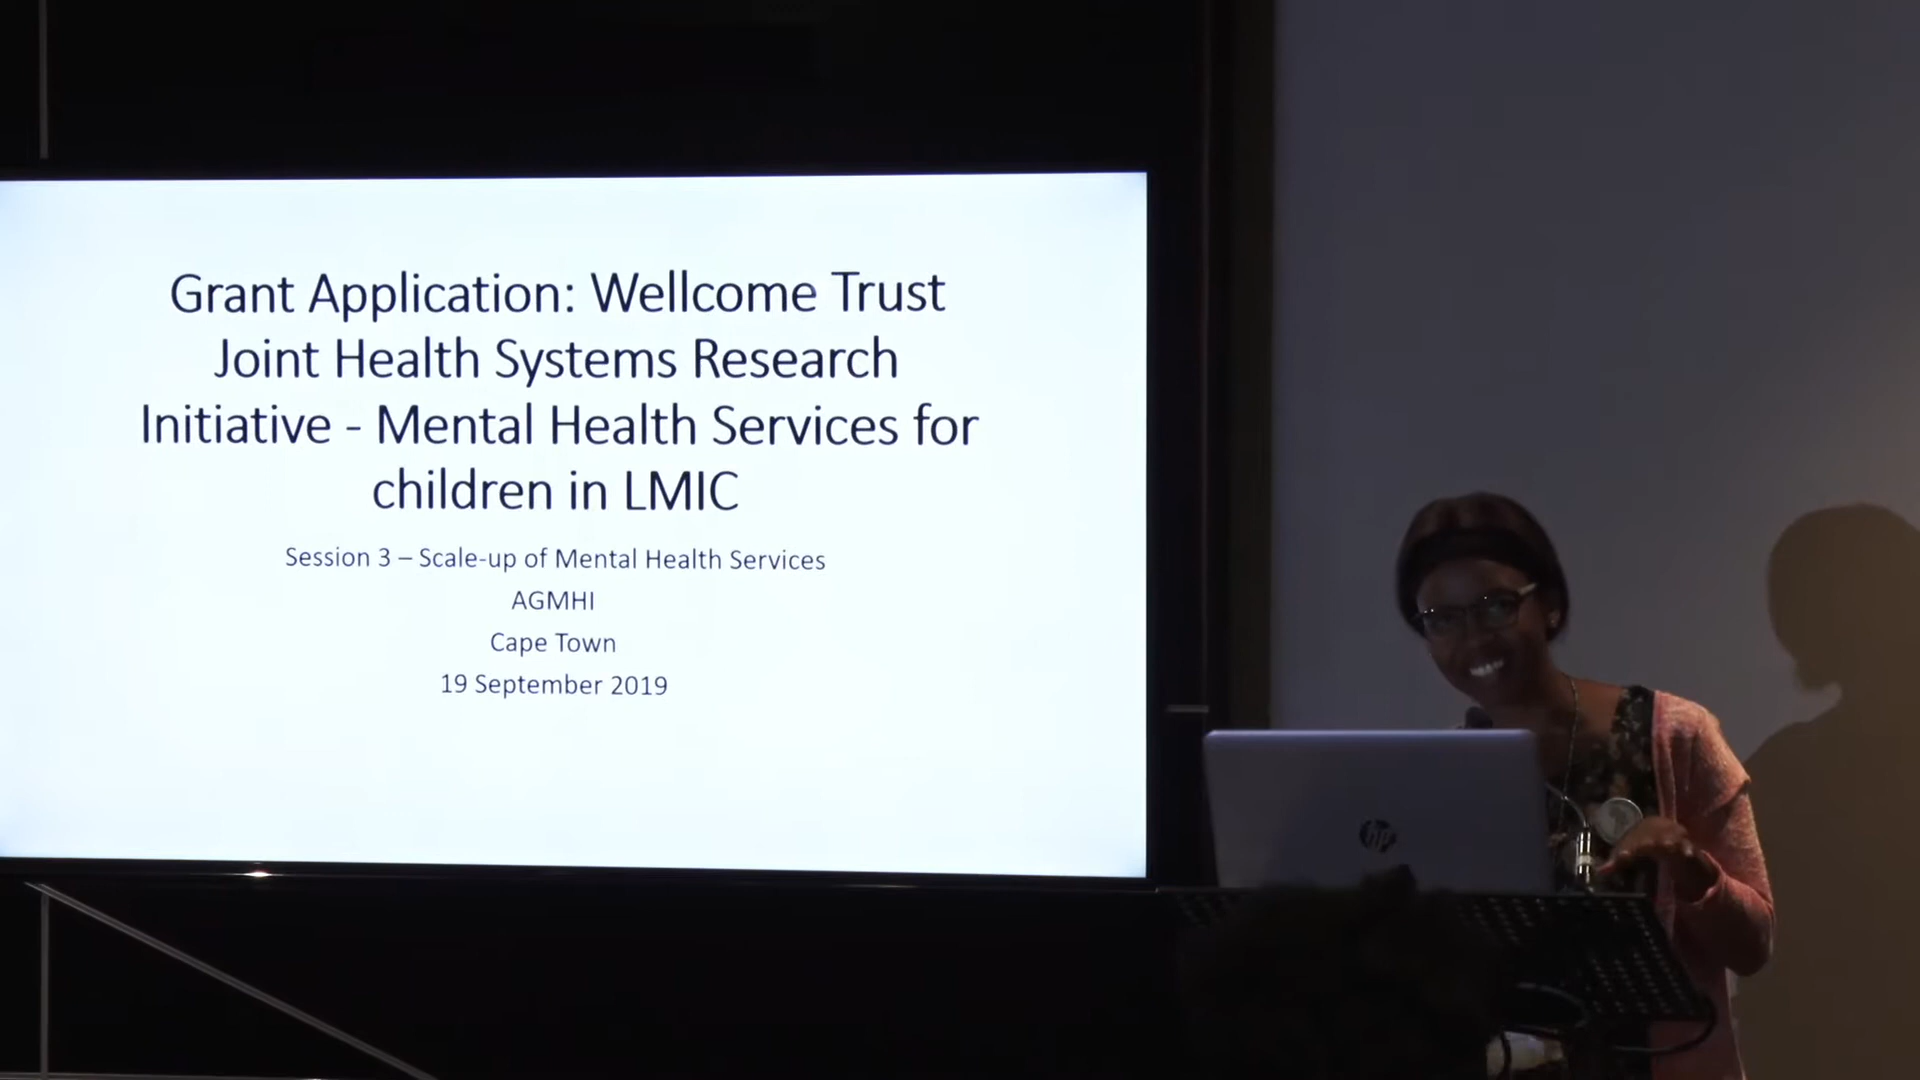 Grant Application: Wellcome Trust
Joint Health Systems Research
Initiative - Mental Health Services for
children in LMIC
Session 3 – Scale-up of Mental Health Services
AGMHI
Cape Town
19 September 2019
hp